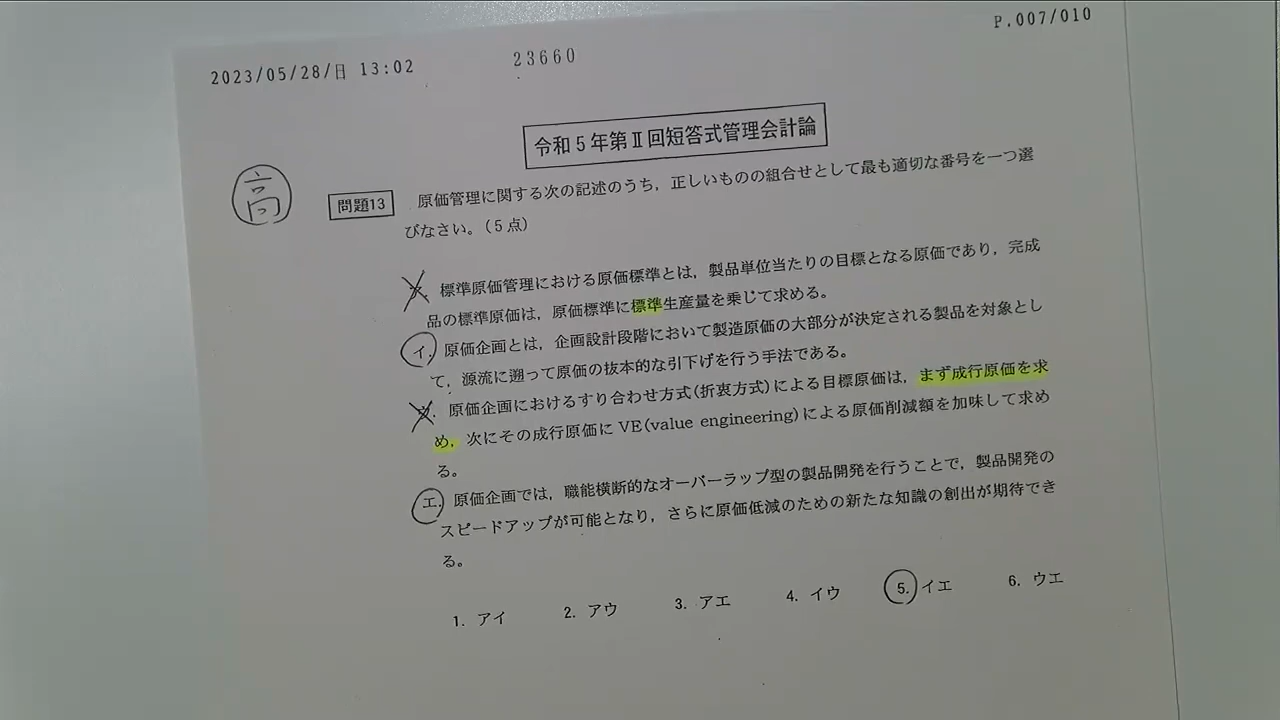 P.007/010
2023/05/28/日 13:02 23660
令和5年第Ⅱ回短答式管理会計論
高
問題13 原価管理に関する次の記述のうち，正しいものの組合せとして最も適切な番号を一つ選
びなさい。（5点）
ア. 標準原価管理における原価標準とは，製品単位当たりの目標となる原価であり，完成
品の標準原価は，原価標準に標準生産量を乗じて求める。
イ. 原価企画とは，企画設計段階において製造原価の大部分が決定される製品を対象とし
て，源流に遡って原価の抜本的な引下げを行う手法である。
ウ. 原価企画におけるすり合わせ方式(折衷方式)による目標原価は，まず成行原価を求
め，次にその成行原価にVE(value engineering)による原価削減額を加味して求め
る。
エ. 原価企画では，職能横断的なオーバーラップ型の製品開発を行うことで，製品開発の
スピードアップが可能となり，さらに原価低減のための新たな知識の創出が期待でき
る。
1. アイ 2. アウ 3. アエ 4. イウ 5. イエ 6. ウエ